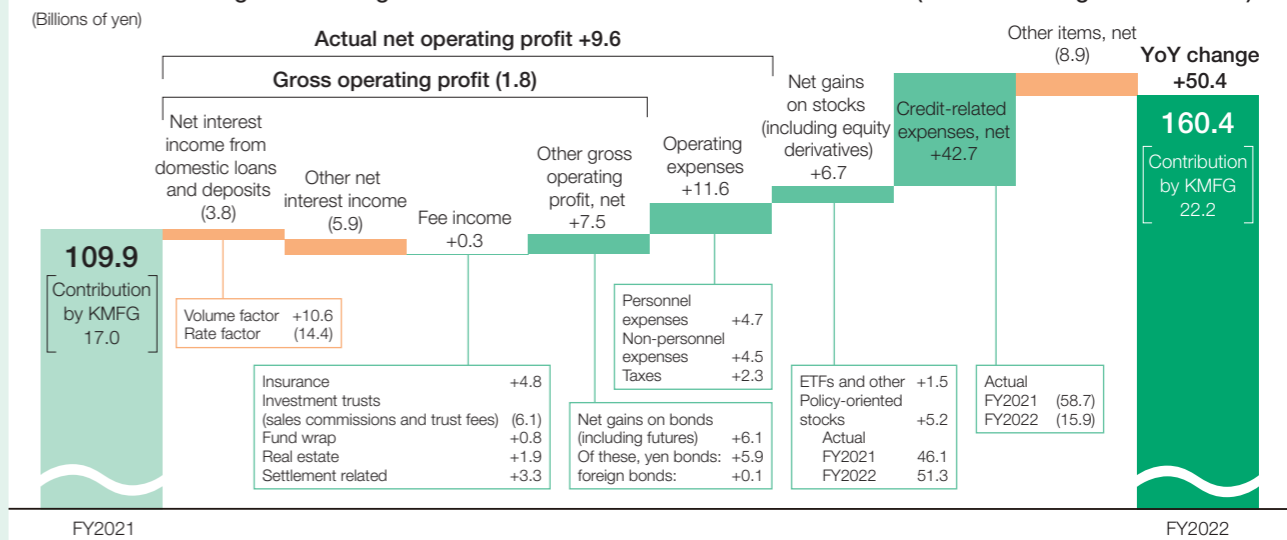 (Billions of yen)
Actual net operating profit +9.6
Gross operating profit (1.8)
Net interest
income from
domestic loans
and deposits
(3.8)
Other net
interest income
(5.9)
Fee income
+0.3
Other gross
operating
profit, net
+7.5
Operating
expenses
+11.6
Net gains
on stocks
(including equity
derivatives)
+6.7
Credit-related
expenses, net
+42.7
Other items, net
(8.9)
YoY change
+50.4
109.9
Contribution
by KMFG
17.0
160.4
Contribution
by KMFG
22.2
Volume factor +10.6
Rate factor (14.4)
Insurance +4.8
Investment trusts
(sales commissions and trust fees) (6.1)
Fund wrap +0.8
Real estate +1.9
Settlement related +3.3
Net gains on bonds
(including futures) +6.1
Of these, yen bonds: +5.9
foreign bonds: +0.1
Personnel
expenses +4.7
Non-personnel
expenses +4.5
Taxes +2.3
ETFs and other +1.5
Policy-oriented
stocks +5.2
Actual
FY2021 46.1
FY2022 51.3
Actual
FY2021 (58.7)
FY2022 (15.9)
FY2021
FY2022